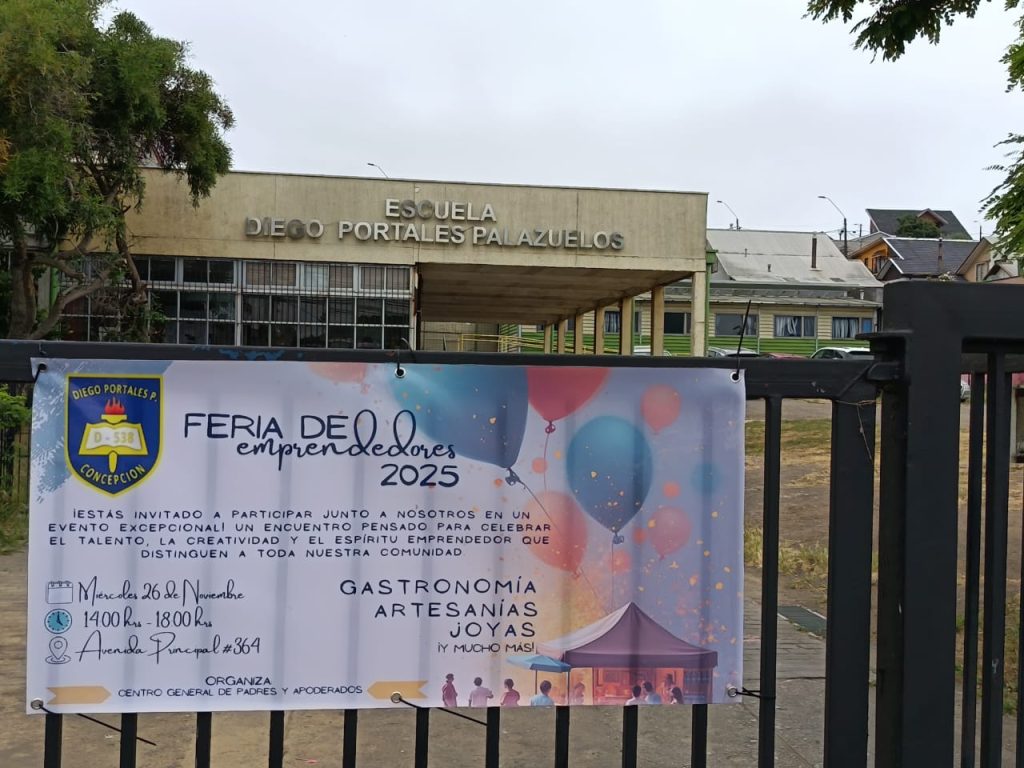 ESCUELA
DIEGO PORTALES PALAZUELOS
DIEGO PORTALES P.
D - 538
CONCEPCION
FERIA DE
emprendedores
2025
¡ESTÁS INVITADO A PARTICIPAR JUNTO A NOSOTROS EN UN
EVENTO EXCEPCIONAL! UN ENCUENTRO PENSADO PARA CELEBRAR
EL TALENTO, LA CREATIVIDAD Y EL ESPÍRITU EMPRENDEDOR QUE
DISTINGUEN A TODA NUESTRA COMUNIDAD.
Miércoles 26 de Noviembre
14:00 hrs - 18:00 hrs
Avenida Principal #364
GASTRONOMÍA
ARTESANÍAS
JOYAS
¡Y MUCHO MÁS!
ORGANIZA
CENTRO GENERAL DE PADRES Y APODERADOS